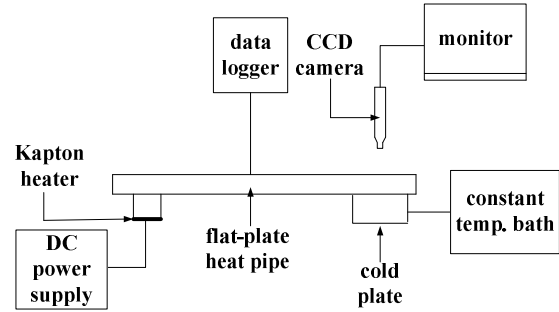 data
logger
CCD
camera
monitor
Kapton
heater
DC
power
supply
flat-plate
heat pipe
cold
plate
constant
temp. bath